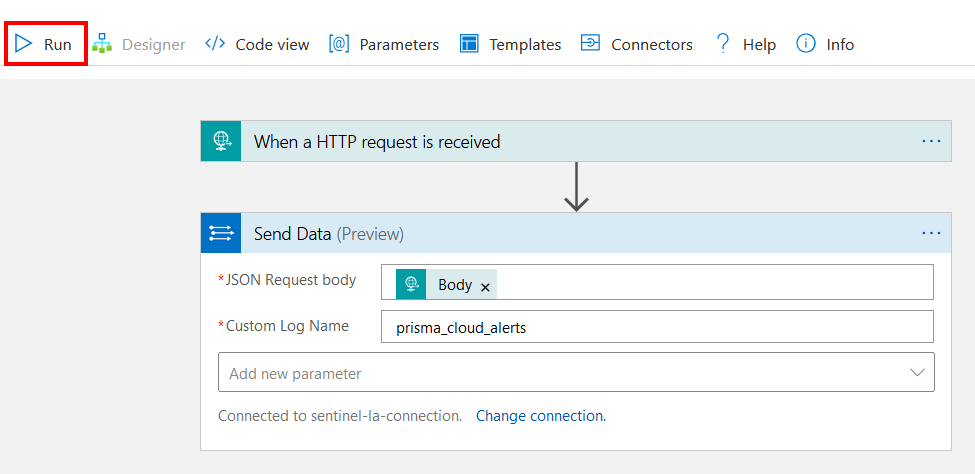 Run Designer </> Code view [@] Parameters Templates Connectors ? Help i Info
When a HTTP request is received ...
Send Data (Preview) ...
*JSON Request body Body ×
*Custom Log Name prisma_cloud_alerts
Add new parameter
Connected to sentinel-la-connection. Change connection.